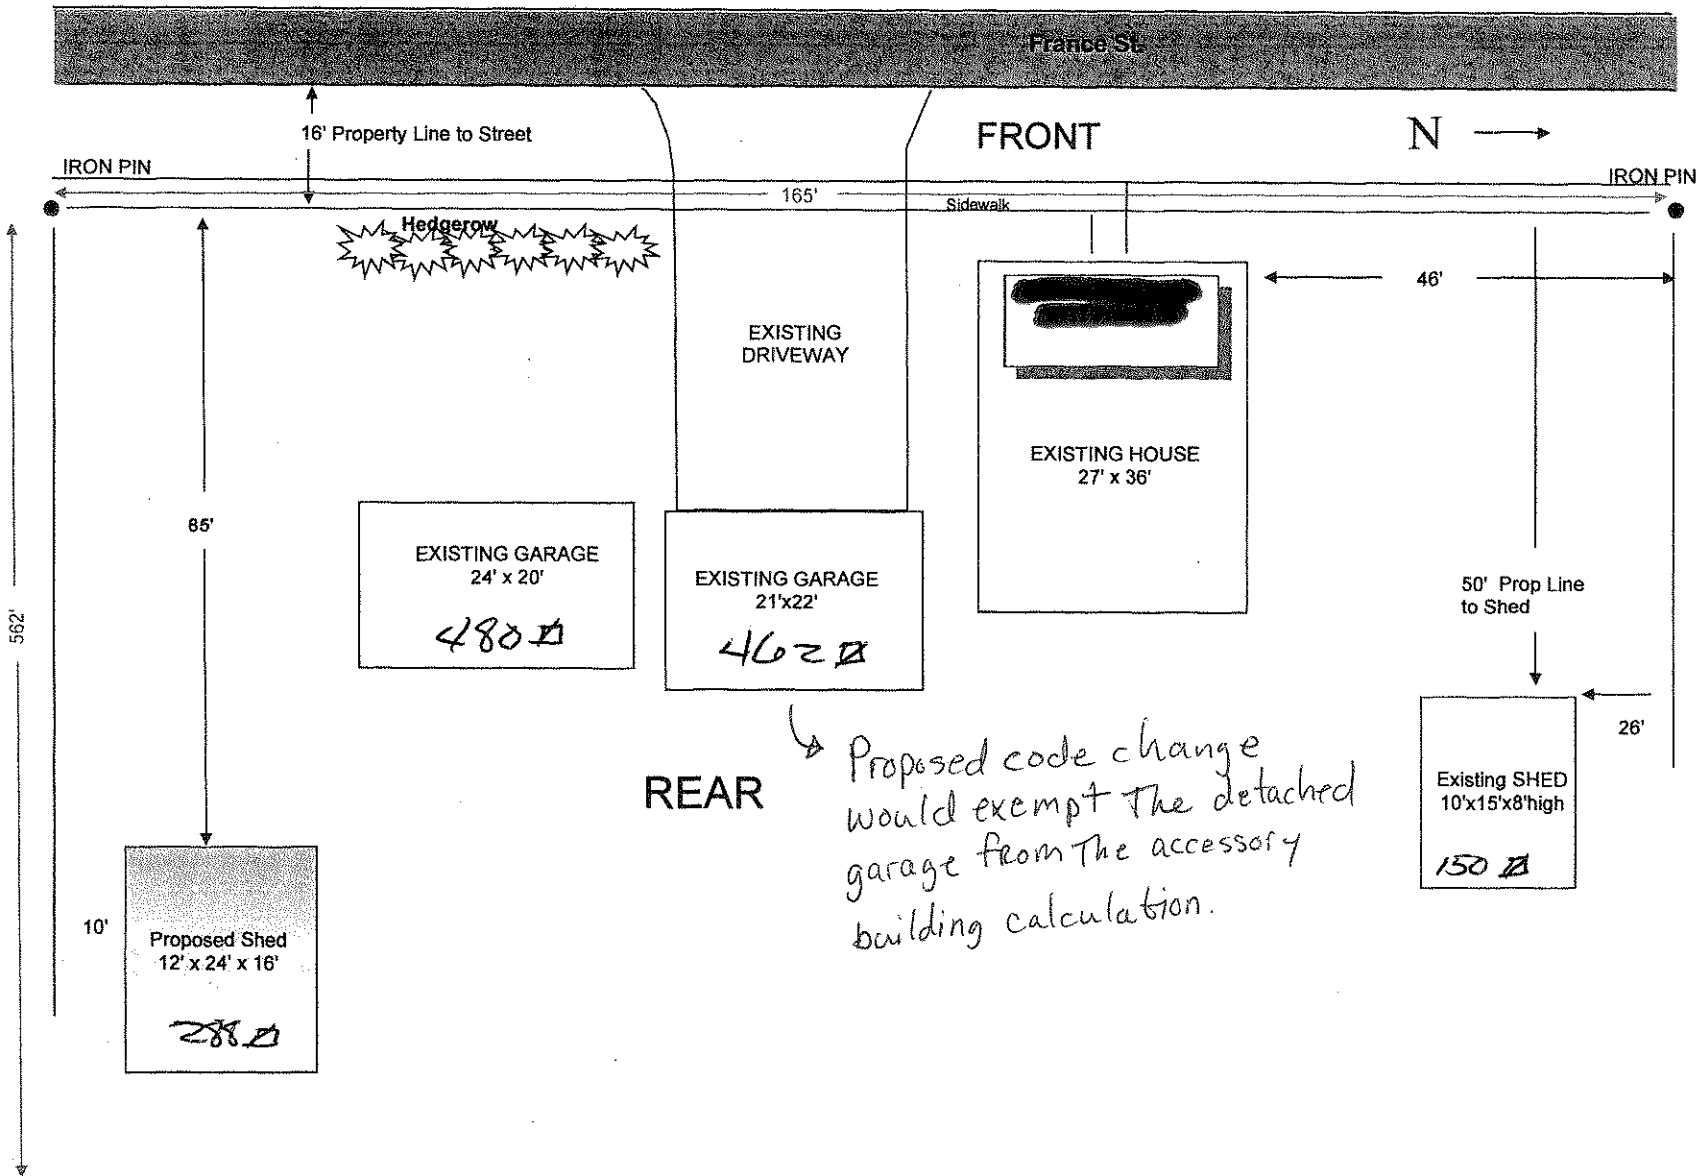 France St.
16' Property Line to Street
FRONT
N
IRON PIN
IRON PIN
165'
Sidewalk
Hedgerow
46'
EXISTING
DRIVEWAY
EXISTING HOUSE
27' x 36'
85'
EXISTING GARAGE
24' x 20'
480
EXISTING GARAGE
21'x22'
462
50' Prop Line
to Shed
562'
26'
REAR
Proposed code change
would exempt the detached
garage from the accessory
building calculation.
Existing SHED
10'x15'x8'high
150
10'
Proposed Shed
12' x 24' x 16'
288